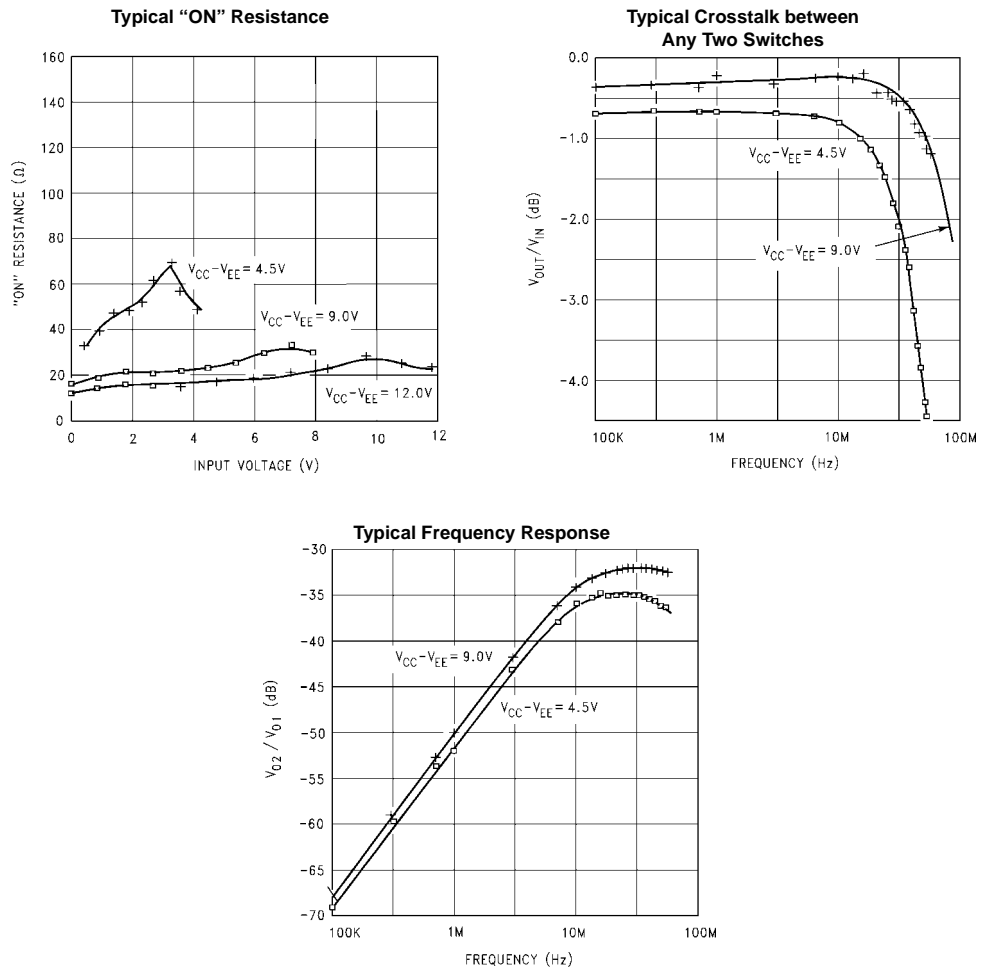 Typical “ON” Resistance
160
140
120
100
80
60
40
20
0
"ON" RESISTANCE (Ω)
V_CC-V_EE = 4.5V
V_CC-V_EE = 9.0V
V_CC-V_EE = 12.0V
0 2 4 6 8 10 12
INPUT VOLTAGE (V)
Typical Crosstalk between
Any Two Switches
0.0
-1.0
-2.0
-3.0
-4.0
V_OUT/V_IN (dB)
V_CC-V_EE = 4.5V
V_CC-V_EE = 9.0V
100K 1M 10M 100M
FREQUENCY (Hz)
Typical Frequency Response
-30
-35
-40
-45
-50
-55
-60
-65
-70
V_O2 / V_O1 (dB)
V_CC-V_EE = 9.0V
V_CC-V_EE = 4.5V
100K 1M 10M 100M
FREQUENCY (Hz)